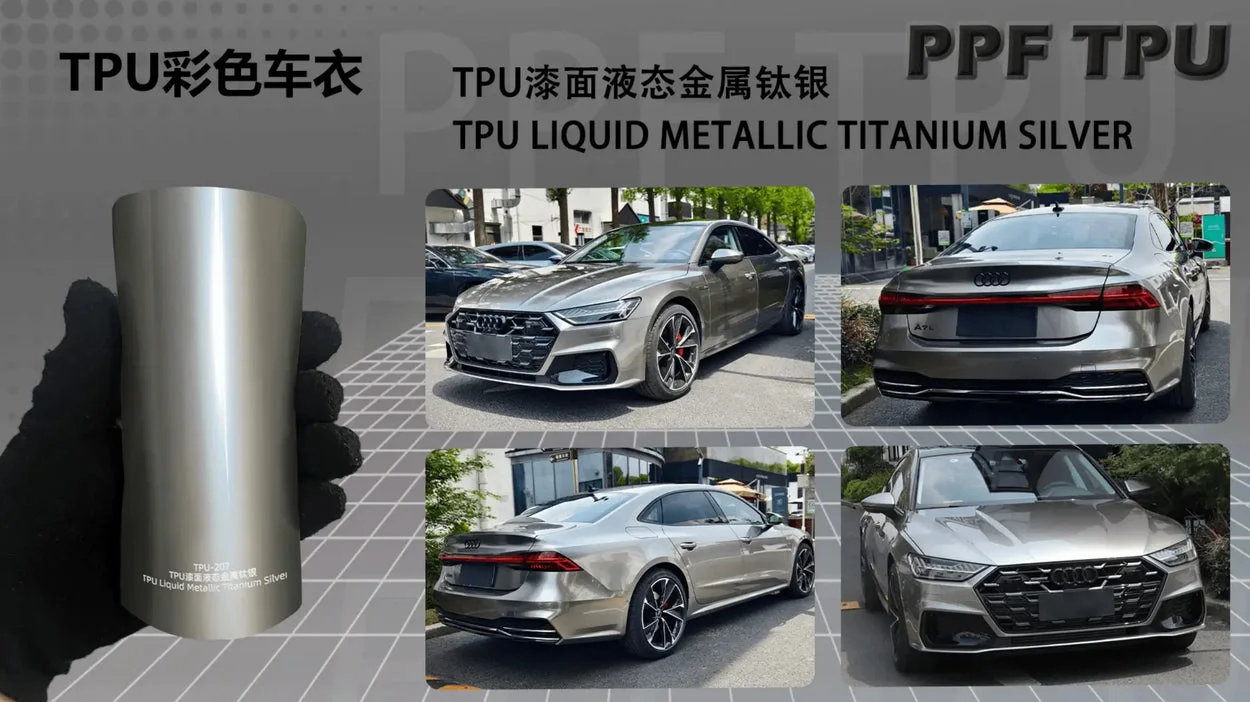 TPU彩色车衣
PPF TPU
TPU漆面液态金属钛银
TPU LIQUID METALLIC TITANIUM SILVER
PPF TPU
A7L
TPU-207
TPU漆面液态金属钛银
TPU Liquid Metallic Titanium Silver